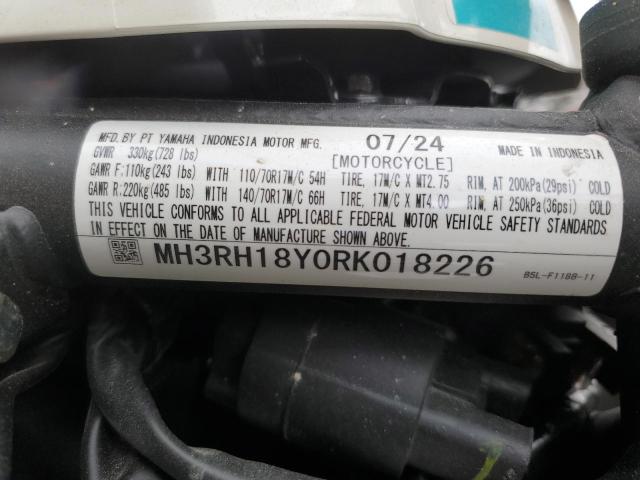 MFD. BY PT YAMAHA INDONESIA MOTOR MFG. 07/24 MADE IN INDONESIA
GVWR 330kg(728 lbs) [MOTORCYCLE]
GAWR F:110kg(243 lbs) WITH 110/70R17M/C 54H TIRE, 17M/C X MT2.75 RIM, AT 200kPa(29psi) COLD
GAWR R:220kg(485 lbs) WITH 140/70R17M/C 66H TIRE, 17M/C X MT4.00 RIM, AT 250kPa(36psi) COLD
THIS VEHICLE CONFORMS TO ALL APPLICABLE FEDERAL MOTOR VEHICLE SAFETY STANDARDS
IN EFFECT ON THE DATE OF MANUFACTURE SHOWN ABOVE.
MH3RH18Y0RK018226 B5L-F118B-11